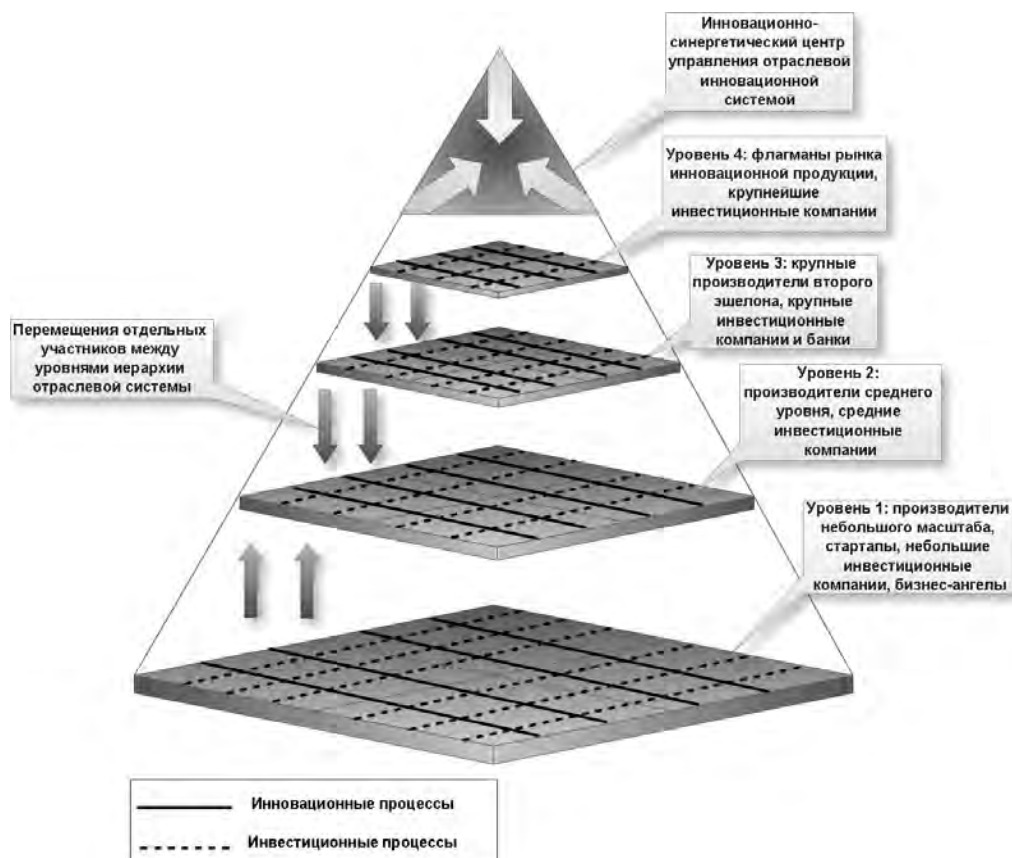 Инновационно-
синергетический центр
управления отраслевой
инновационной
системой
Уровень 4: флагманы рынка
инновационной продукции,
крупнейшие
инвестиционные компании
Уровень 3: крупные
производители второго
эшелона, крупные
инвестиционные
компании и банки
Перемещения отдельных
участников между
уровнями иерархии
отраслевой системы
Уровень 2:
производители среднего
уровня, средние
инвестиционные
компании
Уровень 1: производители
небольшого масштаба,
стартапы, небольшие
инвестиционные
компании, бизнес-ангелы
Инновационные процессы
Инвестиционные процессы